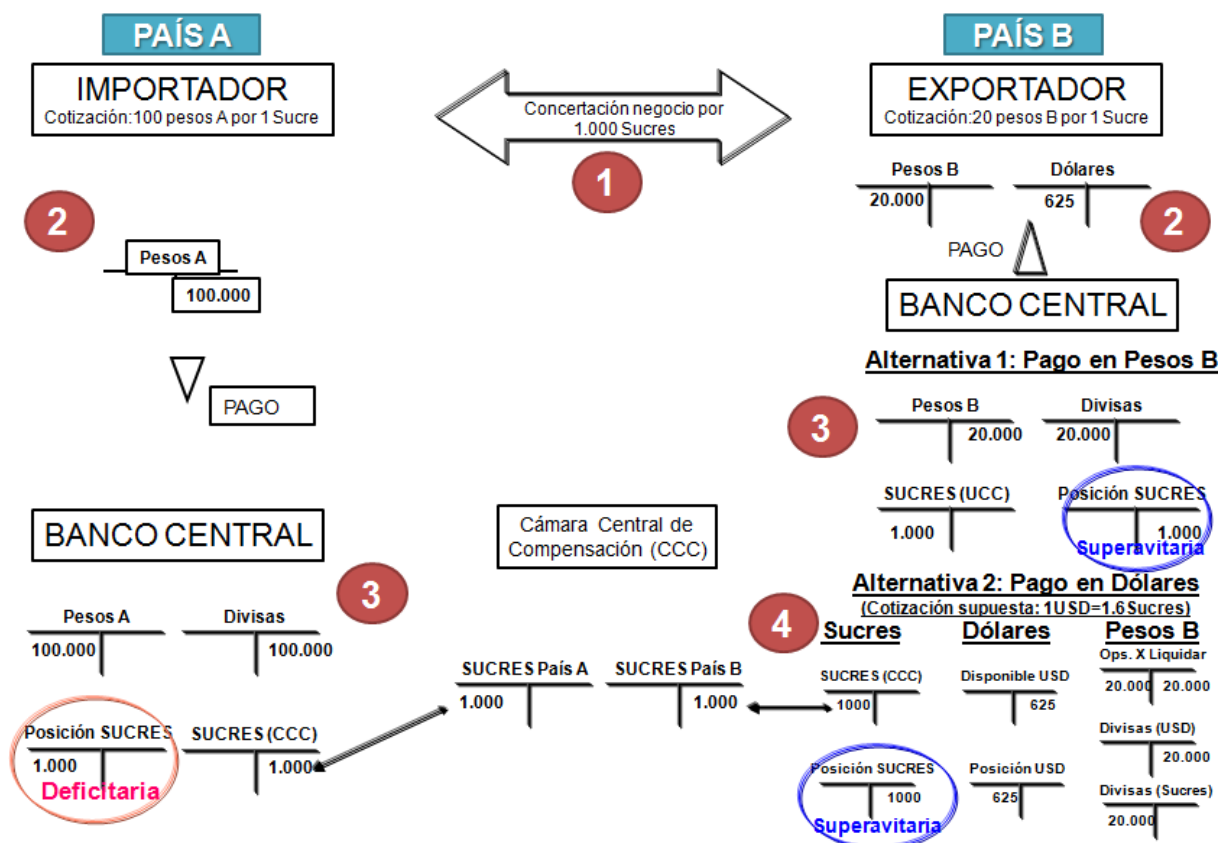 PAÍS A
IMPORTADOR
Cotización:100 pesos A por 1 Sucre
Concertación negocio por
1.000 Sucres
1
PAÍS B
EXPORTADOR
Cotización:20 pesos B por 1 Sucre
2
Pesos A
100.000
PAGO
Pesos B
20.000
Dólares
625
2
PAGO
BANCO CENTRAL
Alternativa 1: Pago en Pesos B
3
Pesos B
20.000
Divisas
20.000
SUCRES (UCC)
1.000
Posición SUCRES
1.000
Superavitaria
BANCO CENTRAL
3
Pesos A
100.000
Divisas
100.000
Posición SUCRES
1.000
Deficitaria
SUCRES (CCC)
1.000
Cámara Central de
Compensación (CCC)
SUCRES País A
1.000
SUCRES País B
1.000
Alternativa 2: Pago en Dólares
(Cotización supuesta: 1USD=1.6 Sucres)
4
Sucres
Dólares
Pesos B
SUCRES (CCC)
1000
Disponible USD
625
Ops. X Liquidar
20.000 20.000
Divisas (USD)
20.000
Posición SUCRES
1000
Superavitaria
Posición USD
625
Divisas (Sucres)
20.000